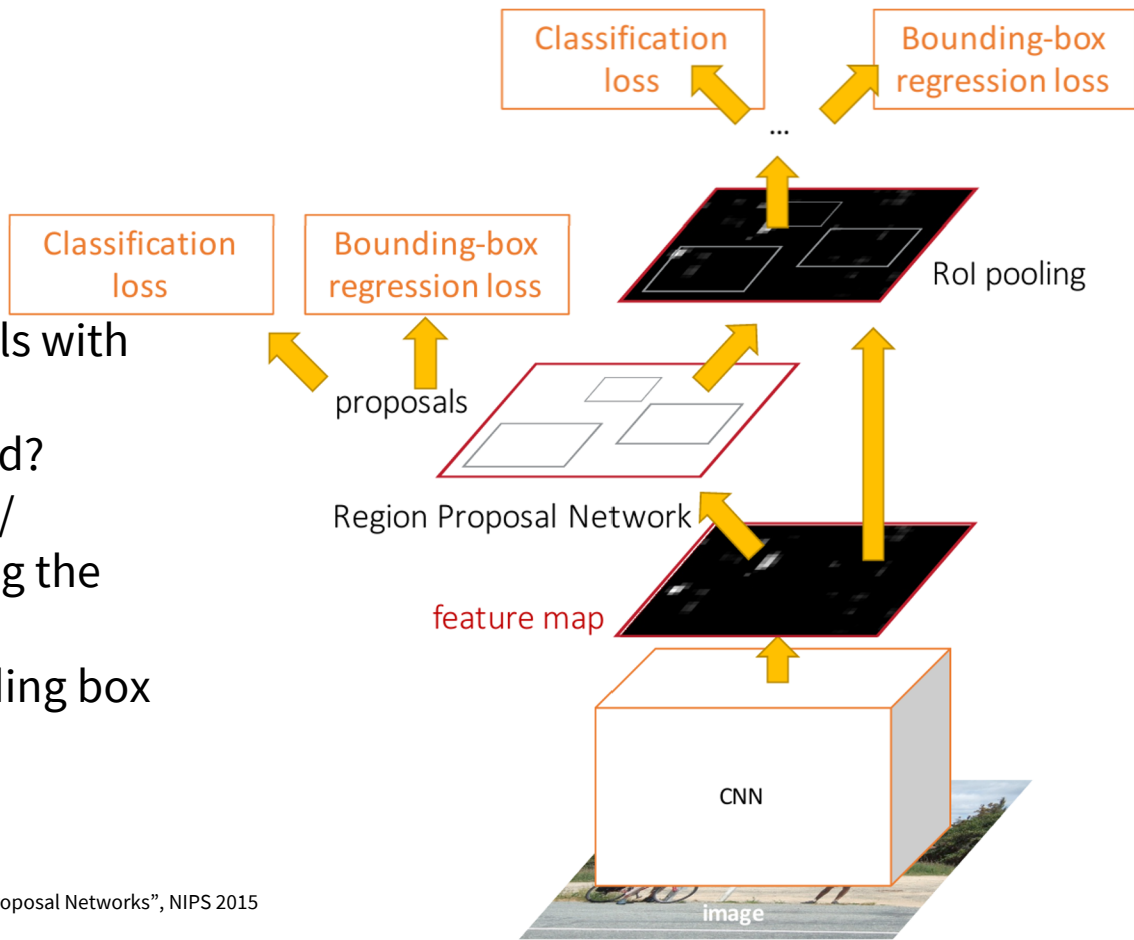 Classification
loss
Bounding-box
regression loss
...
Classification
loss
Bounding-box
regression loss
RoI pooling
ls with
proposals
d?
/
Region Proposal Network
g the
feature map
ling box
CNN
oposal Networks”, NIPS 2015
image